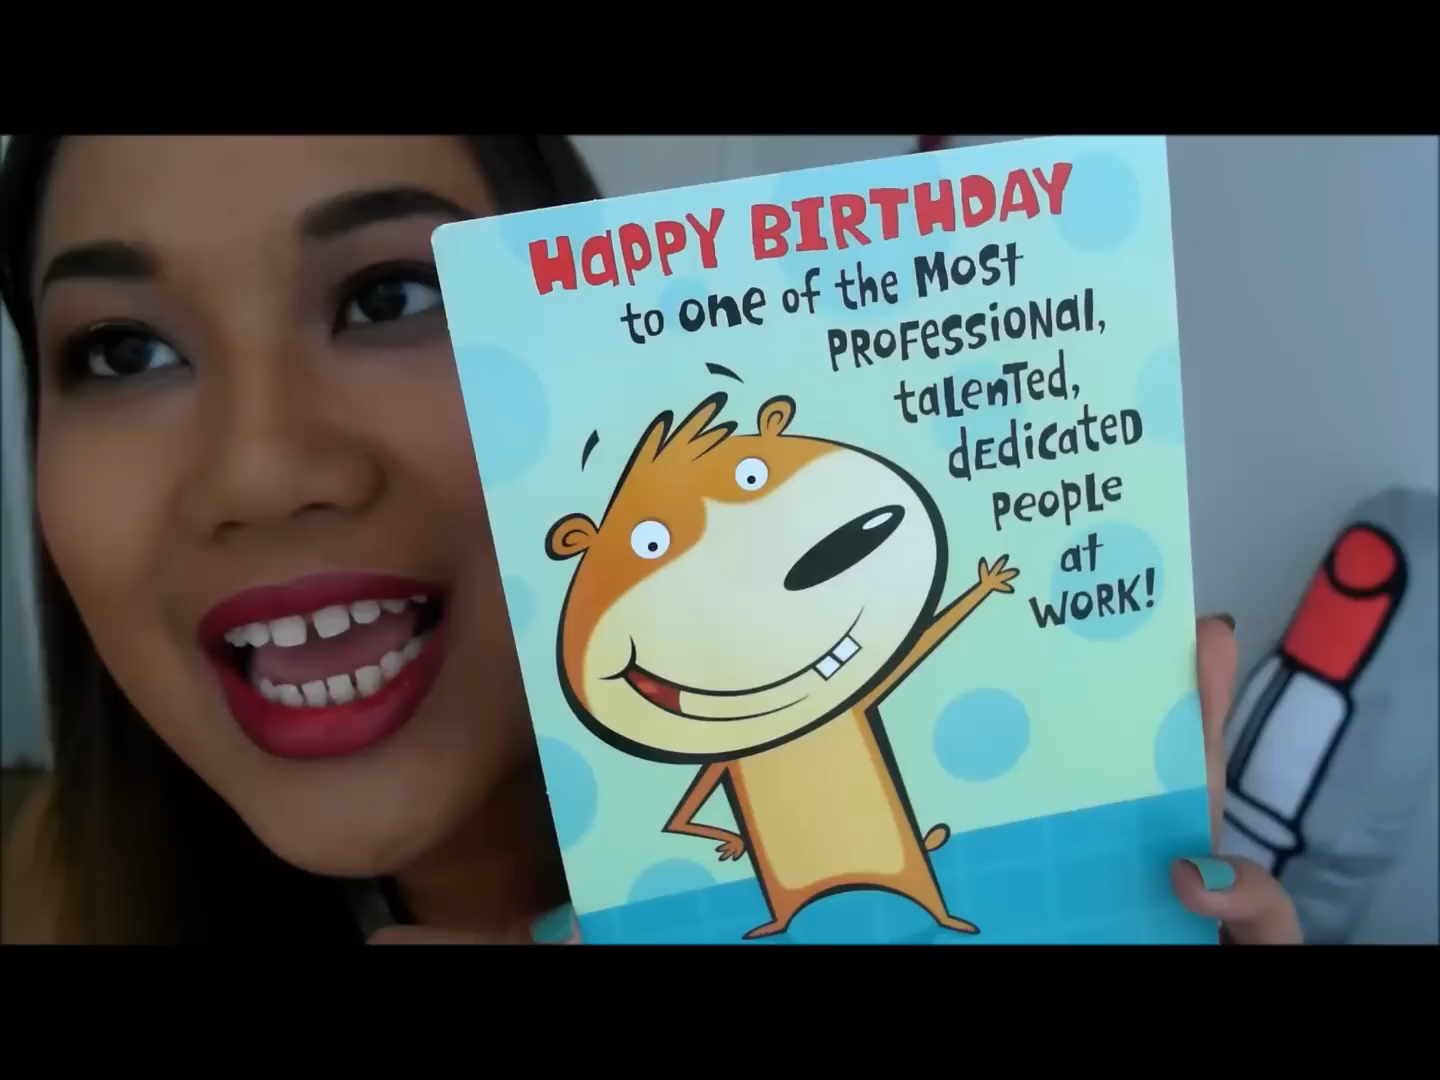 HAPPY BIRTHDAY
to one of the MOST
PROFESSIONAL,
talENTED,
dEdicatED
PEOPLE
at
WORK!